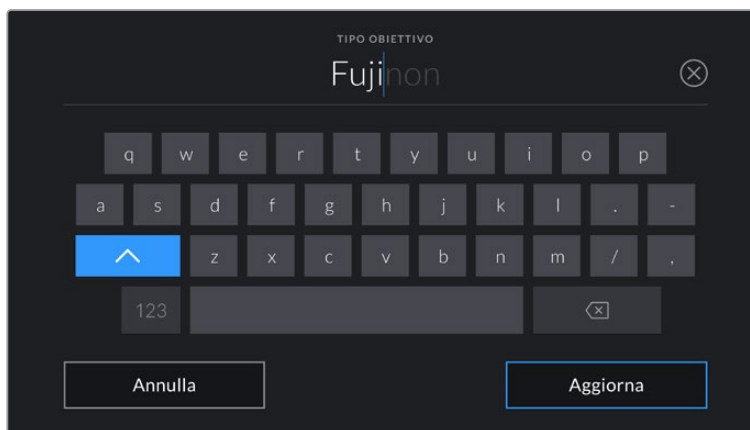 TIPO OBIETTIVO
Fujinon
q w e r t y u i o p
a s d f g h j k l . -
z x c v b n m / ,
123
Annulla Aggiorna